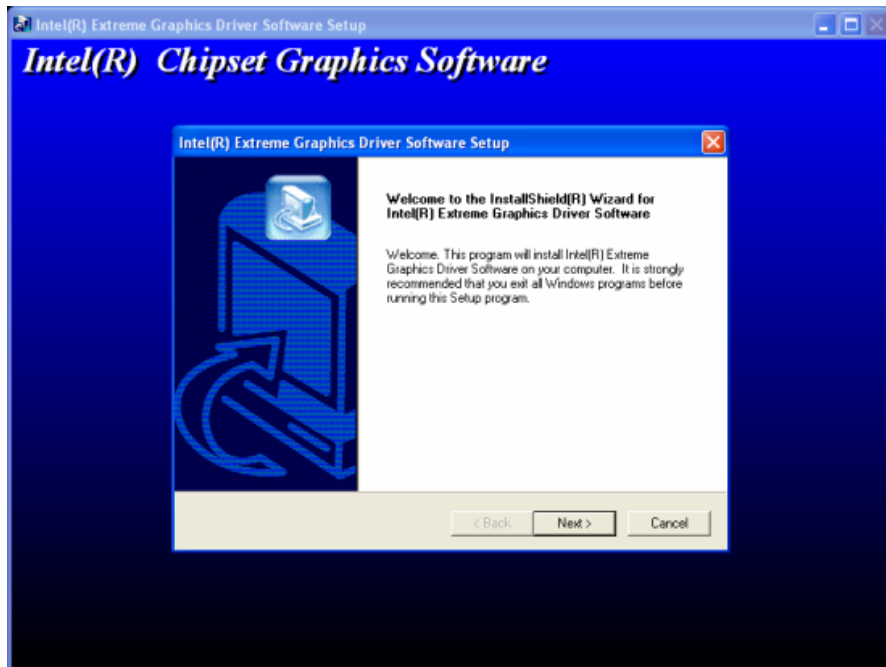 Intel(R) Extreme Graphics Driver Software Setup
Intel(R) Chipset Graphics Software
Intel(R) Extreme Graphics Driver Software Setup
Welcome to the InstallShield(R) Wizard for
Intel(R) Extreme Graphics Driver Software
Welcome. This program will install Intel(R) Extreme
Graphics Driver Software on your computer. It is strongly
recommended that you exit all Windows programs before
running this Setup program.
< Back Next > Cancel